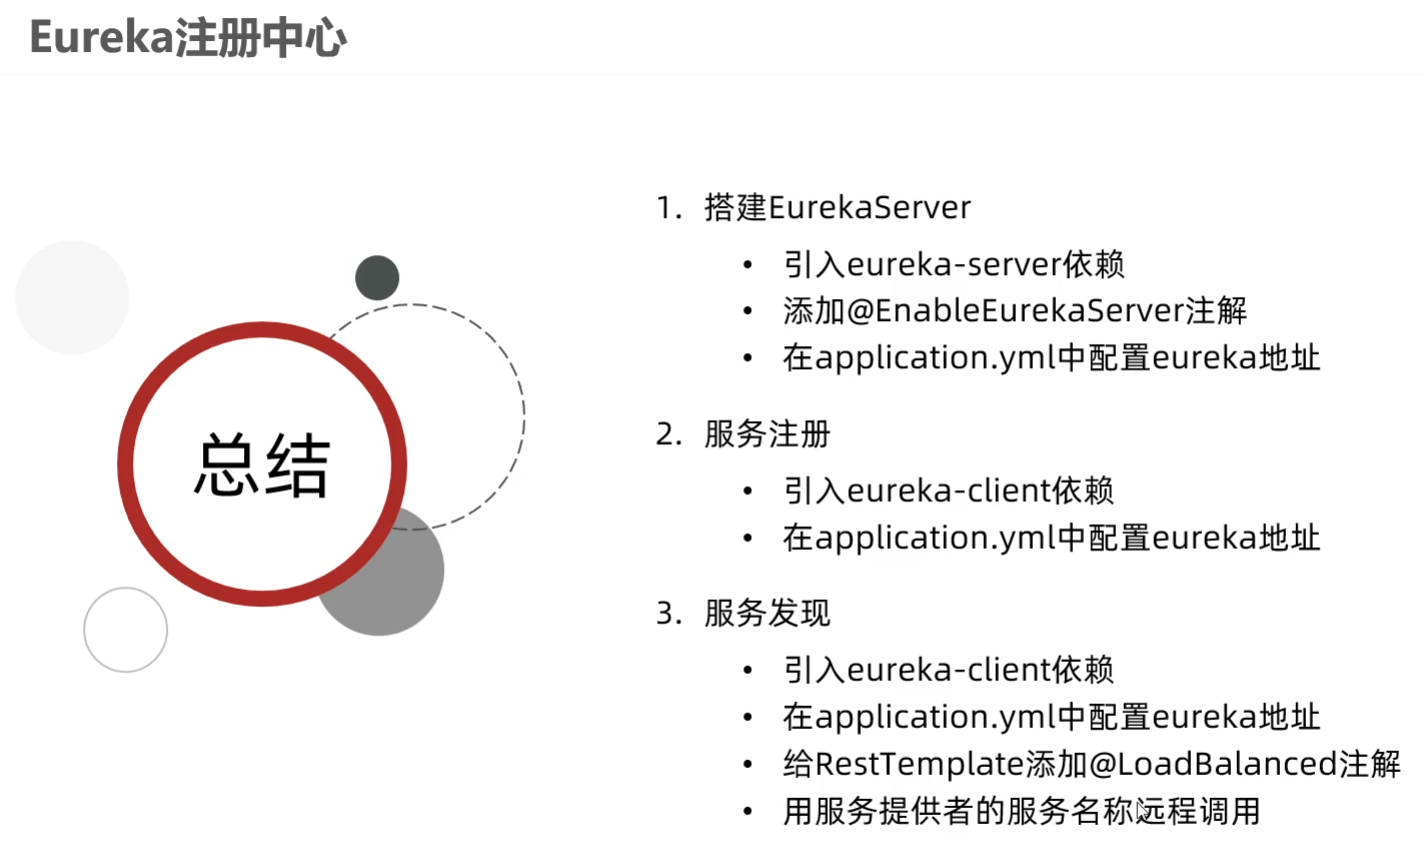 Eureka注册中心
总结
1. 搭建EurekaServer
• 引入eureka-server依赖
• 添加@EnableEurekaServer注解
• 在application.yml中配置eureka地址
2. 服务注册
• 引入eureka-client依赖
• 在application.yml中配置eureka地址
3. 服务发现
• 引入eureka-client依赖
• 在application.yml中配置eureka地址
• 给RestTemplate添加@LoadBalanced注解
• 用服务提供者的服务名称远程调用